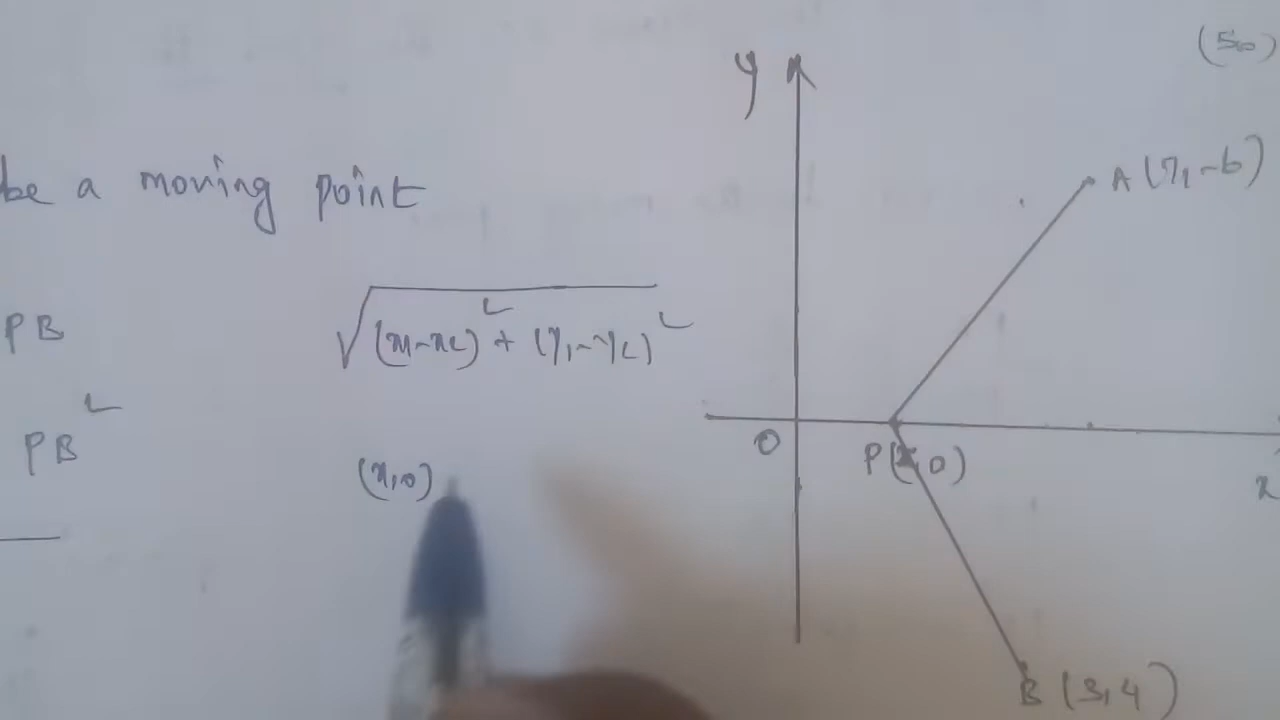 (50)
y
A(7,-6)
be a moving point
PB
√(x1-x2)² + (y1-y2)²
PB²
O
P(x,0)
(x,0)
x
B(3,4)